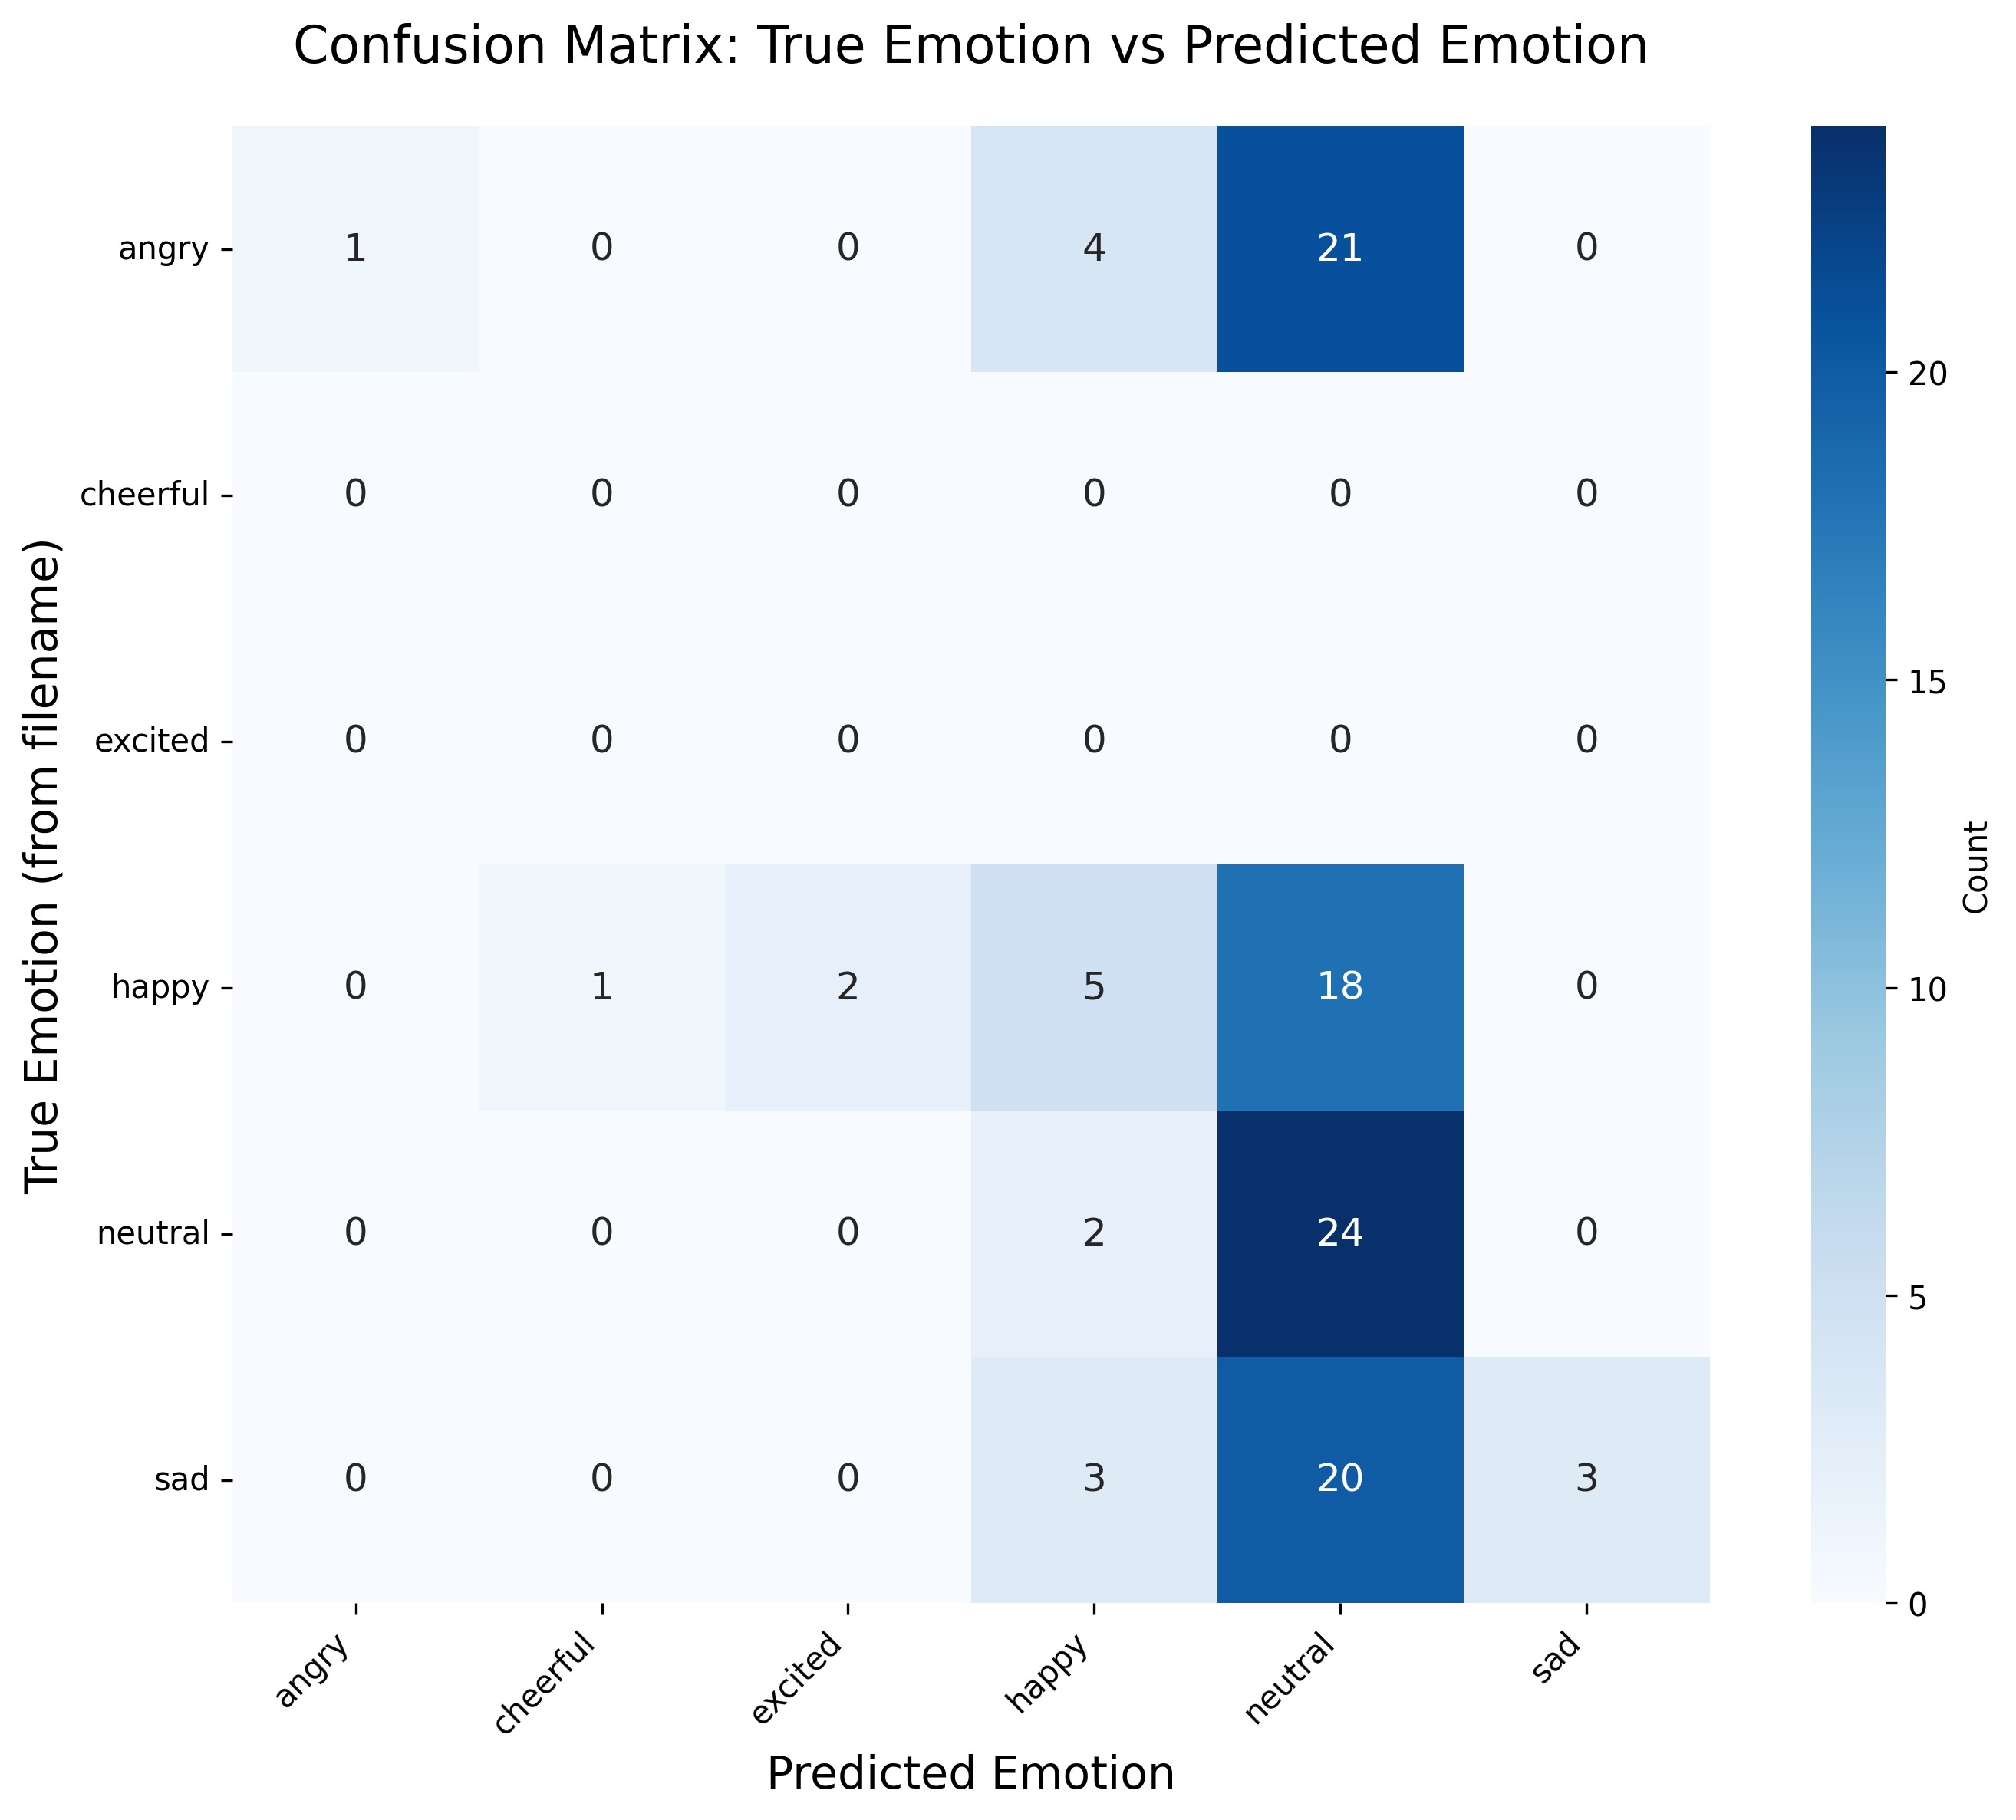 Confusion Matrix: True Emotion vs Predicted Emotion
True Emotion (from filename)
angry 1 0 0 4 21 0
cheerful 0 0 0 0 0 0
excited 0 0 0 0 0 0
happy 0 1 2 5 18 0
neutral 0 0 0 2 24 0
sad 0 0 0 3 20 3
angry cheerful excited happy neutral sad
Predicted Emotion
20
15
10
5
0
Count